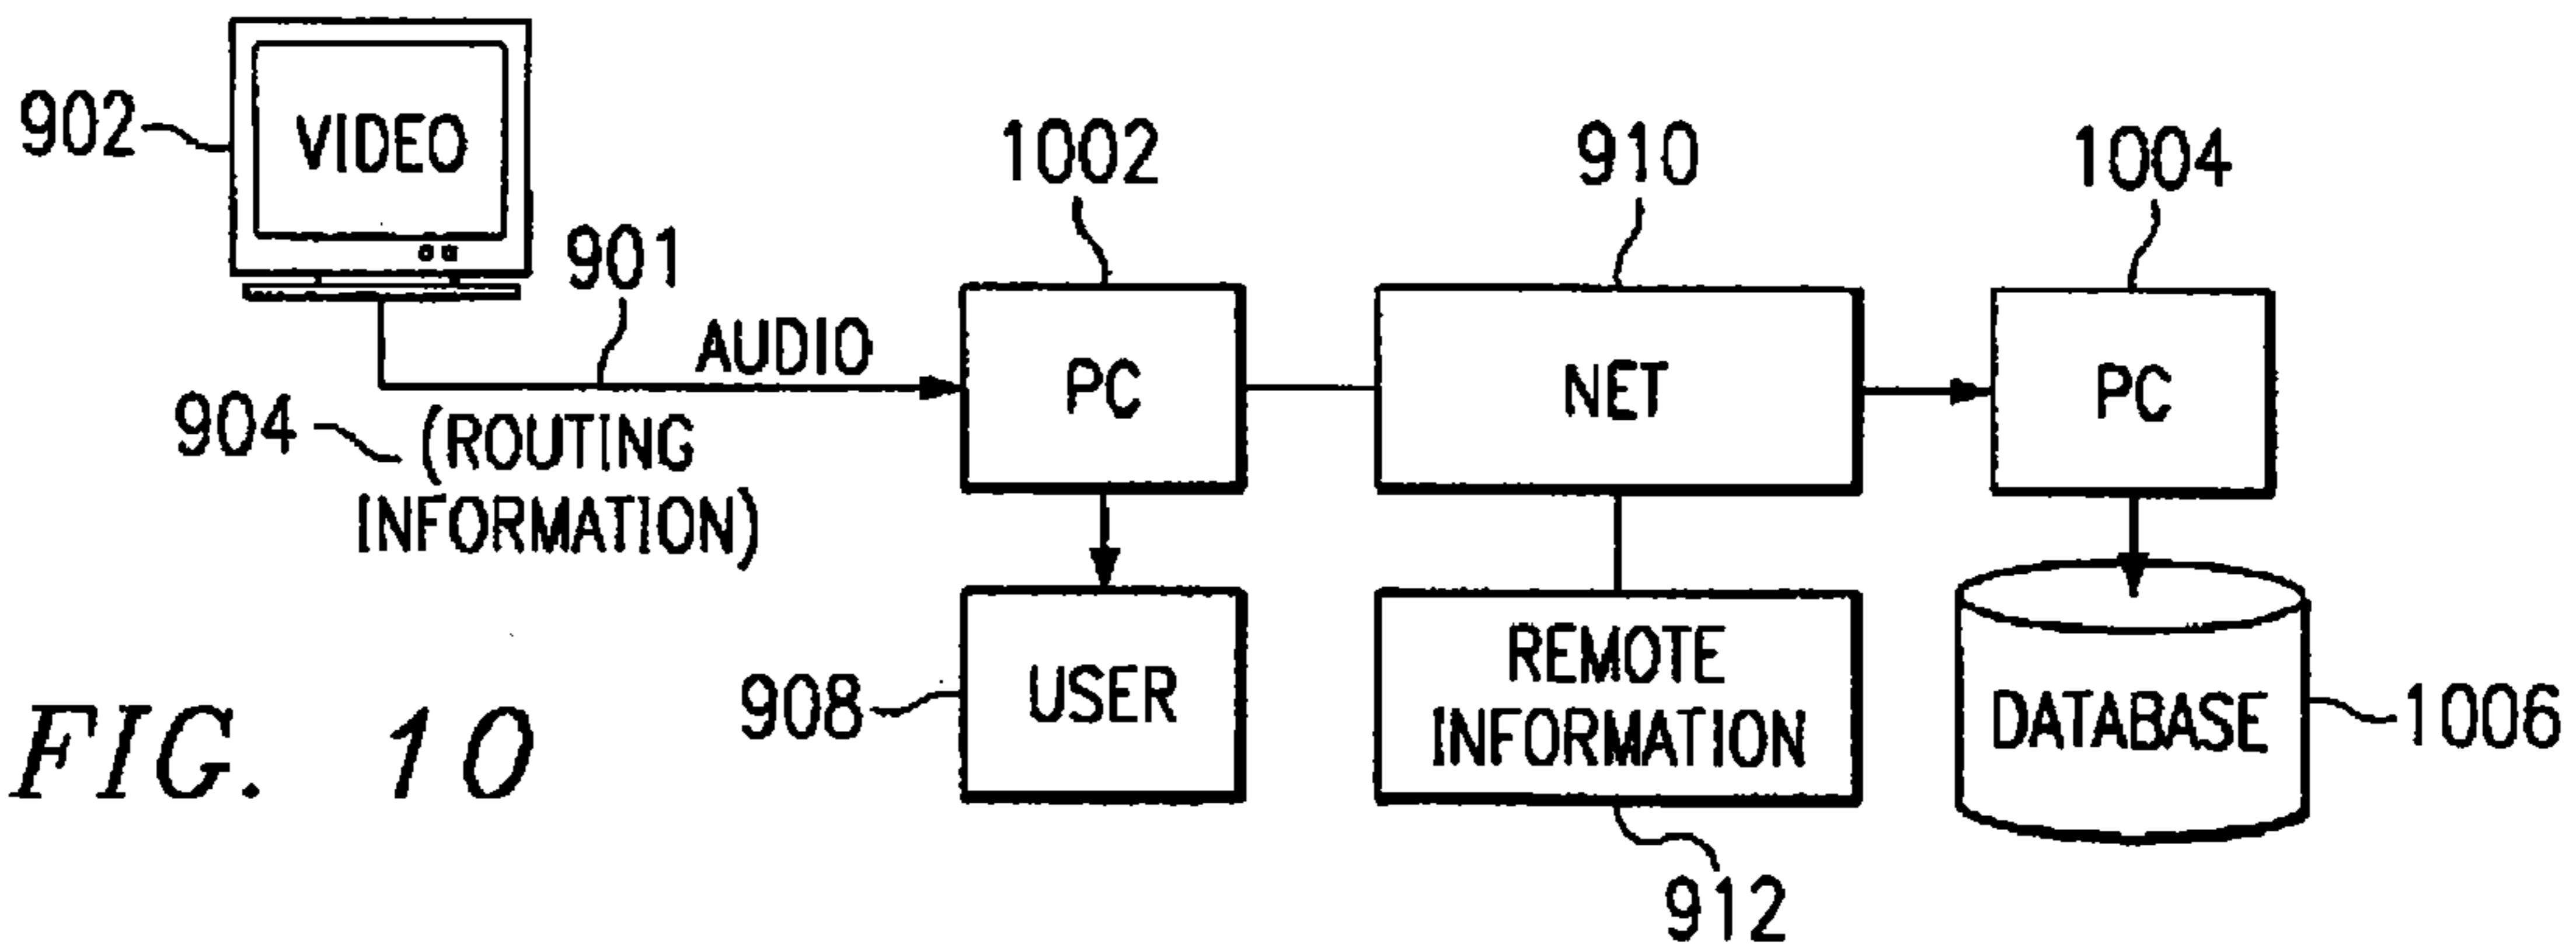 902
VIDEO
901
AUDIO
904
(ROUTING
INFORMATION)
1002
PC
910
NET
1004
PC
908
USER
REMOTE
INFORMATION
912
DATABASE
1006
FIG. 10